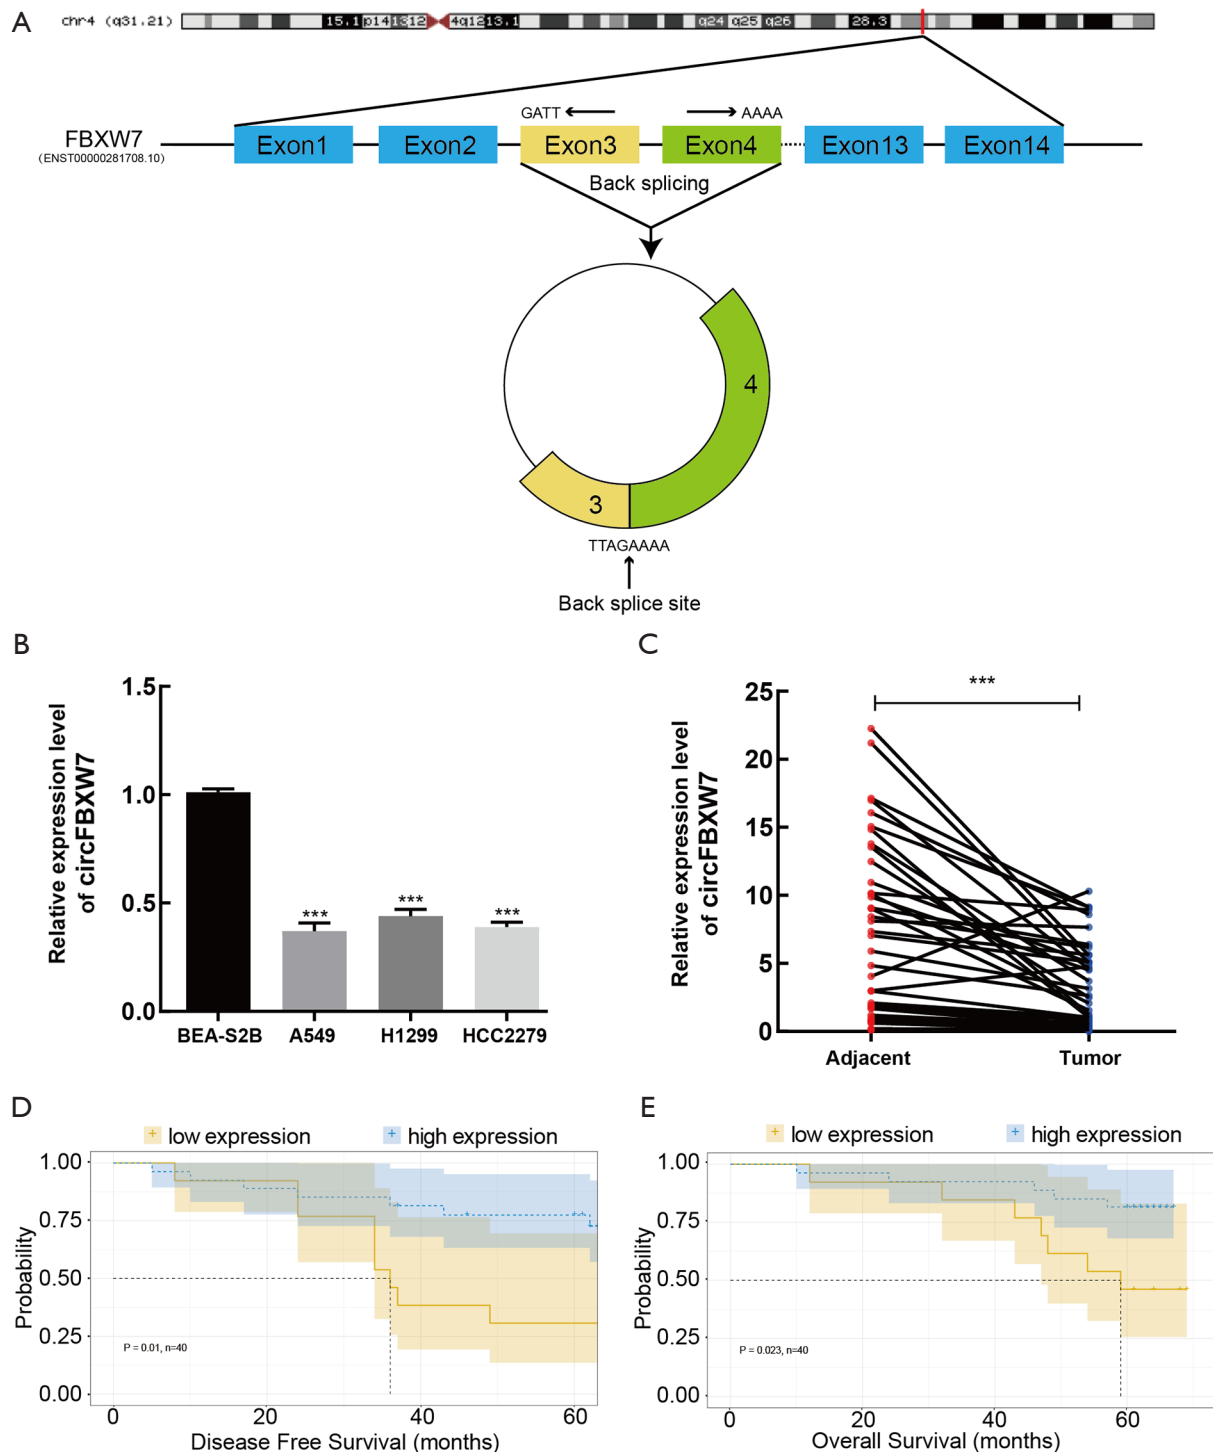 A
chr4 (q31.21)
15.1 p14 1312 4q12 13.1 q24 q25 q26 28.3
GATT
AAAA
FBXW7
(ENST00000281708.10)
Exon1
Exon2
Exon3
Exon4
Exon13
Exon14
Back splicing
4
3
TTAGAAAA
Back splice site
B
Relative expression level
of circFBXW7
1.5
1.0
0.5
0.0
***
***
***
BEA-S2B
A549
H1299
HCC2279
C
Relative expression level
of circFBXW7
25
20
15
10
5
0
***
Adjacent
Tumor
D
low expression
high expression
Probability
1.00
0.75
0.50
0.25
0.00
P = 0.01, n=40
0
20
40
60
Disease Free Survival (months)
E
low expression
high expression
Probability
1.00
0.75
0.50
0.25
0.00
P = 0.023, n=40
0
20
40
60
Overall Survival (months)